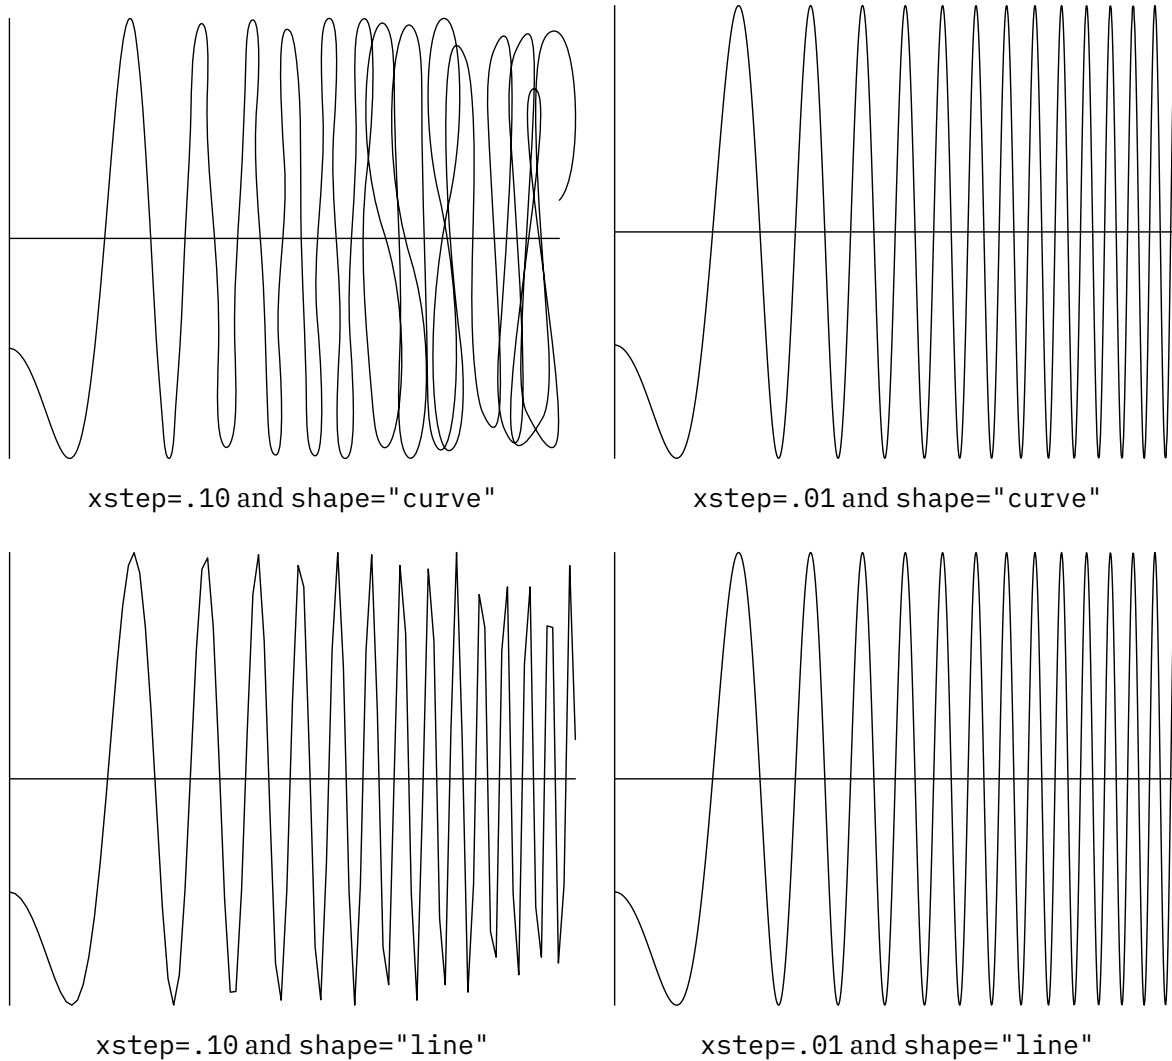 xstep=.10 and shape="curve"
xstep=.01 and shape="curve"
xstep=.10 and shape="line"
xstep=.01 and shape="line"